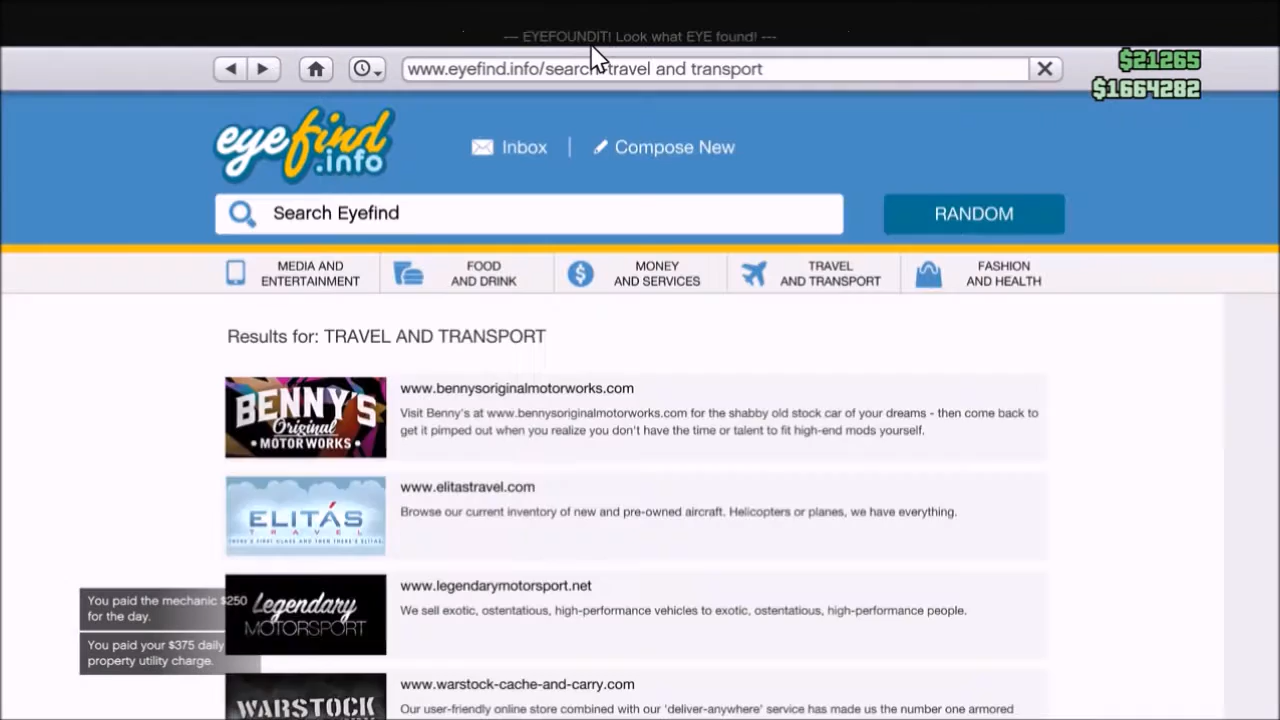 --- EYEFOUNDIT! Look what EYE found! ---
www.eyefind.info/search-travel and transport
$21265
$1664282
eyefind
.info
Inbox
Compose New
Search Eyefind
RANDOM
MEDIA AND
ENTERTAINMENT
FOOD
AND DRINK
MONEY
AND SERVICES
TRAVEL
AND TRANSPORT
FASHION
AND HEALTH
Results for: TRAVEL AND TRANSPORT
BENNY'S
Original
MOTOR WORKS
www.bennysoriginalmotorworks.com
Visit Benny's at www.bennysoriginalmotorworks.com for the shabby old stock car of your dreams - then come back to
get it pimped out when you realize you don't have the time or talent to fit high-end mods yourself.
ELITÁS
TRAVEL
THERE'S FIRST CLASS AND THEN THERE'S ELITAS.
www.elitastravel.com
Browse our current inventory of new and pre-owned aircraft. Helicopters or planes, we have everything.
You paid the mechanic $250
for the day.
You paid your $375 daily
property utility charge.
Legendary
MOTORSPORT
www.legendarymotorsport.net
We sell exotic, ostentatious, high-performance vehicles to exotic, ostentatious, high-performance people.
WARSTOCK
www.warstock-cache-and-carry.com
Our user-friendly online store combined with our 'deliver-anywhere' service has made us the number one armored